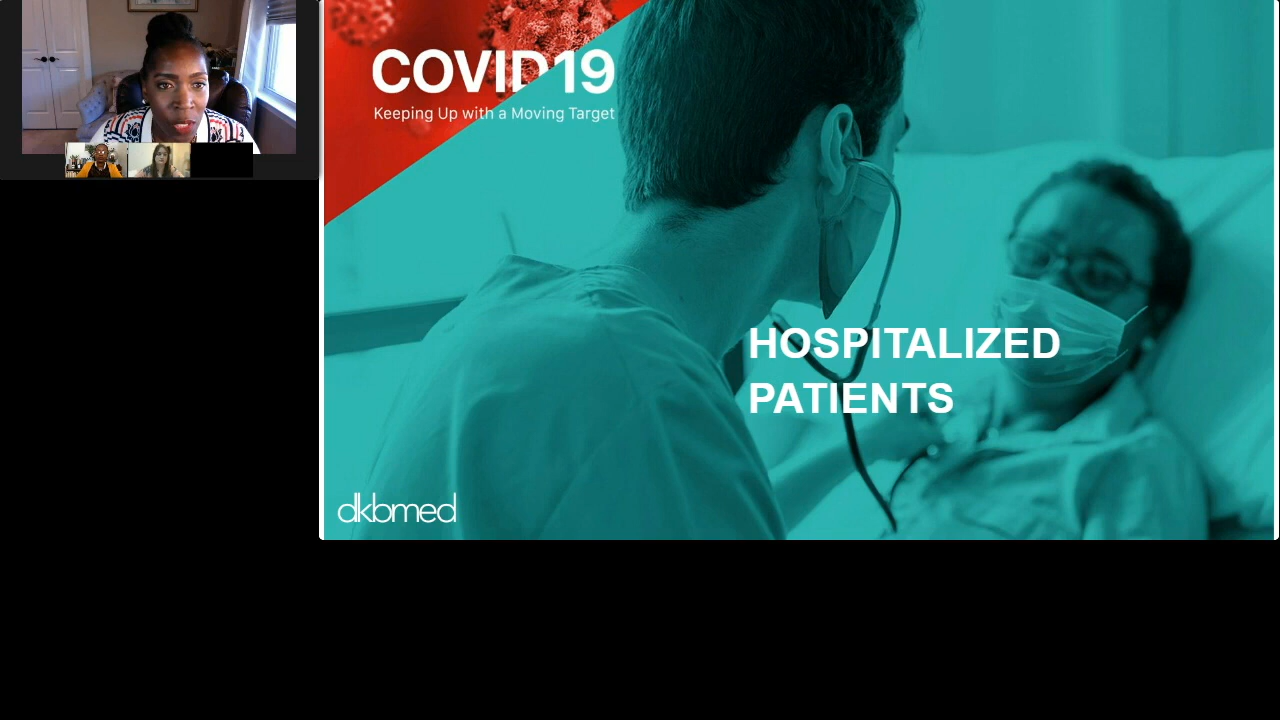 COVID19
Keeping Up with a Moving Target
HOSPITALIZED
PATIENTS
dkbmed